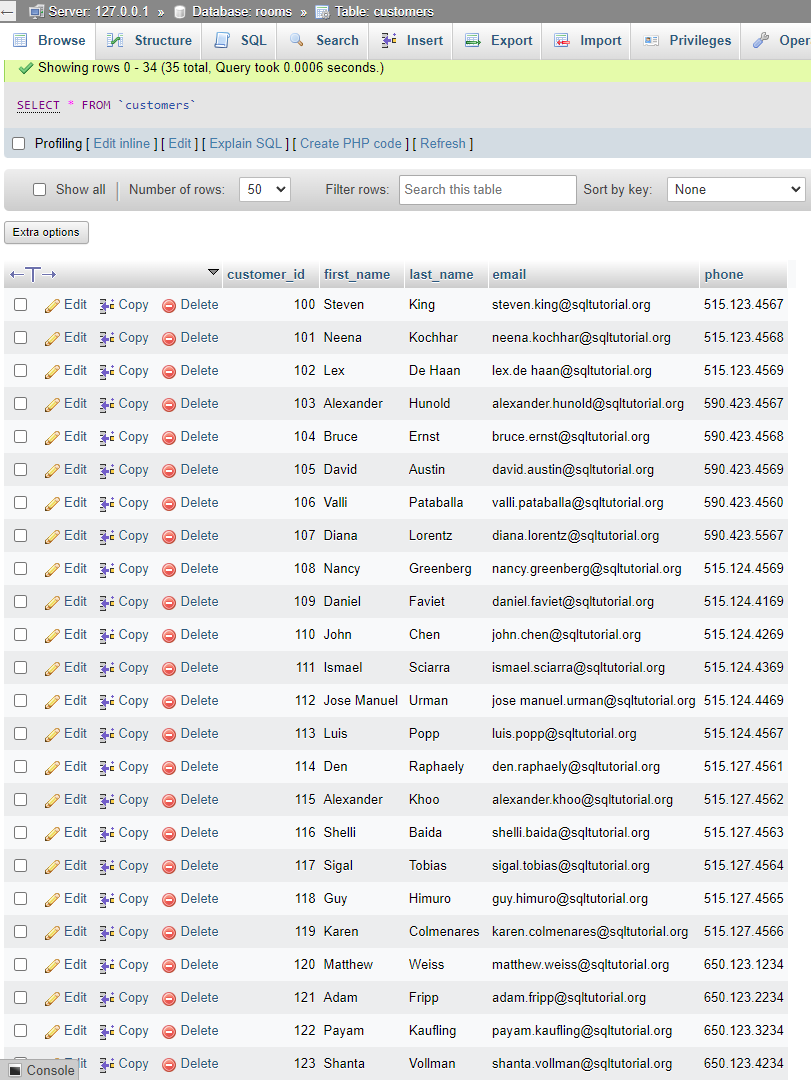 Server: 127.0.0.1 » Database: rooms » Table: customers
Browse Structure SQL Search Insert Export Import Privileges Oper
Showing rows 0 - 34 (35 total, Query took 0.0006 seconds.)
SELECT * FROM `customers`
Profiling [ Edit inline ] [ Edit ] [ Explain SQL ] [ Create PHP code ] [ Refresh ]
Show all Number of rows: 50 Filter rows: Search this table Sort by key: None
Extra options
←T→ customer_id first_name last_name email phone
Edit Copy Delete 100 Steven King steven.king@sqltutorial.org 515.123.4567
Edit Copy Delete 101 Neena Kochhar neena.kochhar@sqltutorial.org 515.123.4568
Edit Copy Delete 102 Lex De Haan lex.de haan@sqltutorial.org 515.123.4569
Edit Copy Delete 103 Alexander Hunold alexander.hunold@sqltutorial.org 590.423.4567
Edit Copy Delete 104 Bruce Ernst bruce.ernst@sqltutorial.org 590.423.4568
Edit Copy Delete 105 David Austin david.austin@sqltutorial.org 590.423.4569
Edit Copy Delete 106 Valli Pataballa valli.pataballa@sqltutorial.org 590.423.4560
Edit Copy Delete 107 Diana Lorentz diana.lorentz@sqltutorial.org 590.423.5567
Edit Copy Delete 108 Nancy Greenberg nancy.greenberg@sqltutorial.org 515.124.4569
Edit Copy Delete 109 Daniel Faviet daniel.faviet@sqltutorial.org 515.124.4169
Edit Copy Delete 110 John Chen john.chen@sqltutorial.org 515.124.4269
Edit Copy Delete 111 Ismael Sciarra ismael.sciarra@sqltutorial.org 515.124.4369
Edit Copy Delete 112 Jose Manuel Urman jose manuel.urman@sqltutorial.org 515.124.4469
Edit Copy Delete 113 Luis Popp luis.popp@sqltutorial.org 515.124.4567
Edit Copy Delete 114 Den Raphaely den.raphaely@sqltutorial.org 515.127.4561
Edit Copy Delete 115 Alexander Khoo alexander.khoo@sqltutorial.org 515.127.4562
Edit Copy Delete 116 Shelli Baida shelli.baida@sqltutorial.org 515.127.4563
Edit Copy Delete 117 Sigal Tobias sigal.tobias@sqltutorial.org 515.127.4564
Edit Copy Delete 118 Guy Himuro guy.himuro@sqltutorial.org 515.127.4565
Edit Copy Delete 119 Karen Colmenares karen.colmenares@sqltutorial.org 515.127.4566
Edit Copy Delete 120 Matthew Weiss matthew.weiss@sqltutorial.org 650.123.1234
Edit Copy Delete 121 Adam Fripp adam.fripp@sqltutorial.org 650.123.2234
Edit Copy Delete 122 Payam Kaufling payam.kaufling@sqltutorial.org 650.123.3234
Copy Delete 123 Shanta Vollman shanta.vollman@sqltutorial.org 650.123.4234
Console